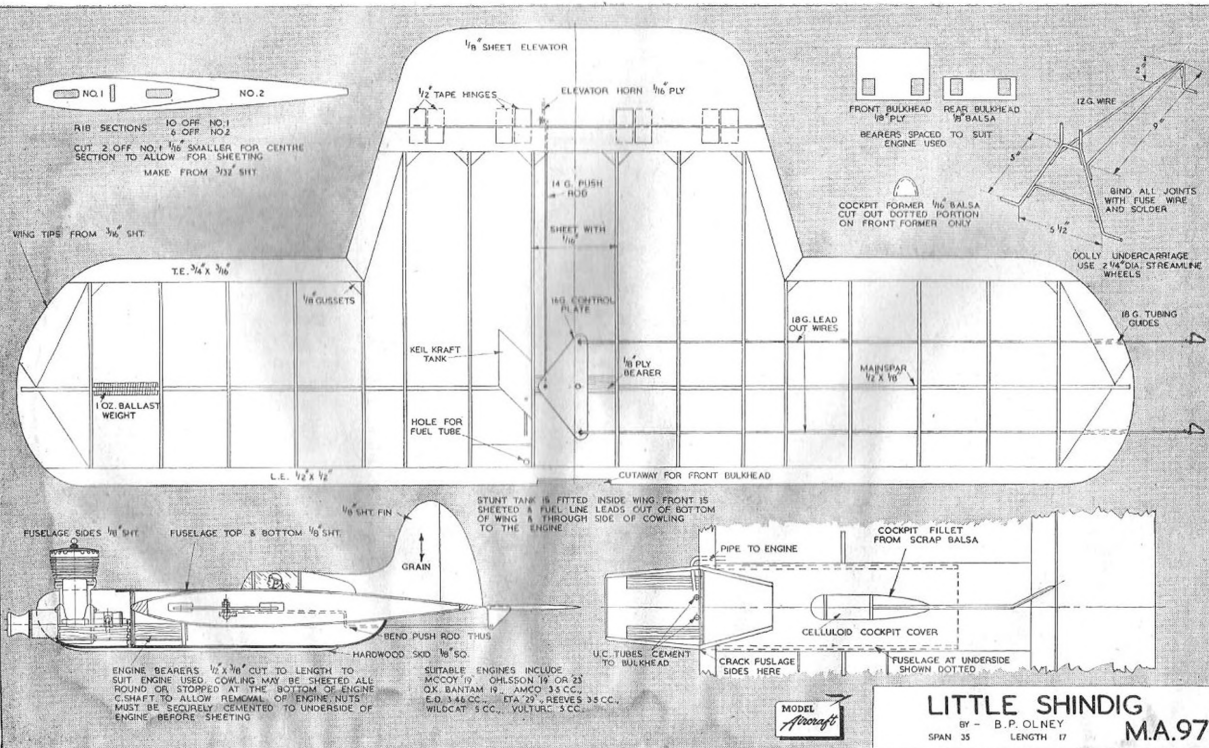 1/8" SHEET ELEVATOR
NO.1
NO.2
RIB SECTIONS 10 OFF NO.1
6 OFF NO.2
CUT 2 OFF NO.1 1/16" SMALLER FOR CENTRE
SECTION TO ALLOW FOR SHEETING
MAKE FROM 3/32" SHT
1/2" TAPE HINGES
ELEVATOR HORN 1/16" PLY
FRONT BULKHEAD
1/8" PLY
REAR BULKHEAD
1/8" BALSA
BEARERS SPACED TO SUIT
ENGINE USED
12G. WIRE
2"
9"
5"
5 1/2"
BIND ALL JOINTS
WITH FUSE WIRE
AND SOLDER
COCKPIT FORMER 1/16" BALSA
CUT OUT DOTTED PORTION
ON FRONT FORMER ONLY
DOLLY UNDERCARRIAGE
USE 2 1/4" DIA. STREAMLINE
WHEELS
14 G. PUSH
ROD
SHEET WITH
1/16"
WING TIPS FROM 3/16" SHT.
T.E. 3/4" X 3/16"
1/8" GUSSETS
16G. CONTROL
PLATE
18G. LEAD
OUT WIRES
18 G. TUBING
GUIDES
KEIL KRAFT
TANK
1/8" PLY
BEARER
MAINSPAR
1/2" X 1/8"
1 OZ. BALLAST
WEIGHT
HOLE FOR
FUEL TUBE
L.E. 1/2" X 1/2"
CUTAWAY FOR FRONT BULKHEAD
STUNT TANK IS FITTED INSIDE WING. FRONT IS
SHEETED & FUEL LINE LEADS OUT OF BOTTOM
OF WING & THROUGH SIDE OF COWLING
TO THE ENGINE
FUSELAGE SIDES 1/8" SHT.
FUSELAGE TOP & BOTTOM 1/8" SHT.
1/8" SHT. FIN
GRAIN
BEND PUSH ROD THUS
HARDWOOD SKID 1/8" SQ.
ENGINE BEARERS 1/2" X 3/8" CUT TO LENGTH TO
SUIT ENGINE USED. COWLING MAY BE SHEETED ALL
ROUND OR STOPPED AT THE BOTTOM OF ENGINE
C.SHAFT TO ALLOW REMOVAL OF ENGINE. NUTS
MUST BE SECURELY CEMENTED TO UNDERSIDE OF
ENGINE BEFORE SHEETING
SUITABLE ENGINES INCLUDE
MCCOY '19' OHLSSON '19' OR '23'
O.K. BANTAM 19., AMCO 3.5 CC.,
E.D. 3.46 CC., ETA '29', REEVES 3.5 CC.,
WILDCAT 5 CC., VULTURE 5 CC.,
PIPE TO ENGINE
COCKPIT FILLET
FROM SCRAP BALSA
CELLULOID COCKPIT COVER
U.C. TUBES CEMENT
TO BULKHEAD
CRACK FUSLAGE
SIDES HERE
FUSELAGE AT UNDERSIDE
SHOWN DOTTED
MODEL
Aircraft
LITTLE SHINDIG
BY - B.P. OLNEY
SPAN 35 LENGTH 17
M.A.97